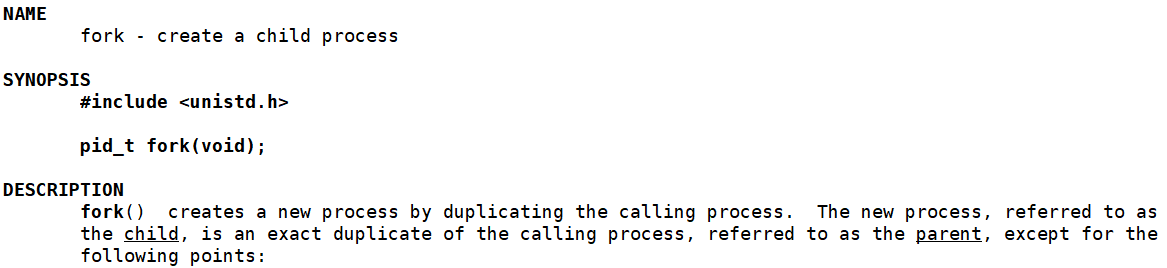 NAME
fork - create a child process
SYNOPSIS
#include <unistd.h>
pid_t fork(void);
DESCRIPTION
fork()  creates a new process by duplicating the calling process.  The new process, referred to as
the child, is an exact duplicate of the calling process, referred to as the parent, except for the
following points: